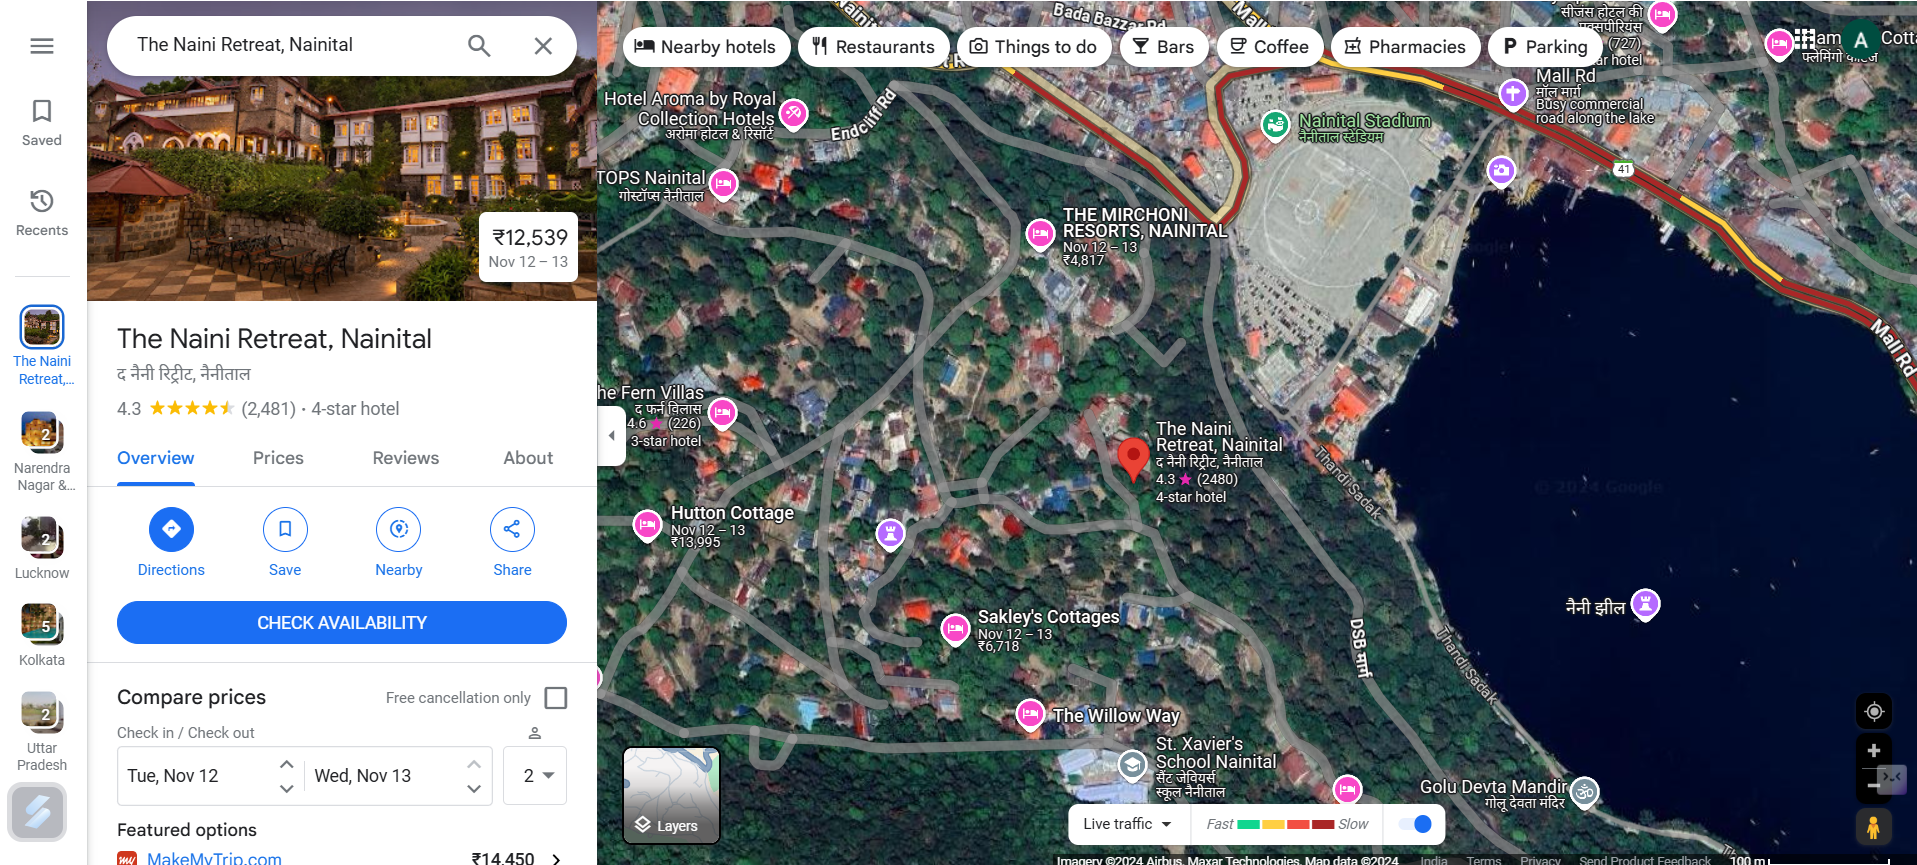 The Naini Retreat, Nainital
Saved
Recents
The Naini
Retreat,...
2
Narendra
Nagar &...
2
Lucknow
5
Kolkata
2
Uttar
Pradesh
₹12,539
Nov 12 – 13
The Naini Retreat, Nainital
द नैनी रिट्रीट, नैनीताल
4.3 (2,481) · 4-star hotel
Overview Prices Reviews About
Directions Save Nearby Share
CHECK AVAILABILITY
Compare prices Free cancellation only
Check in / Check out
Tue, Nov 12 Wed, Nov 13 2
Featured options
my MakeMyTrip.com ₹14,450
Nearby hotels Restaurants Things to do Bars Coffee Pharmacies Parking
A
Bada Bazzar Rd
Mall
(727)
फ्लेमिंगो कॉटेज
Mall Rd
मॉल मार्ग
Busy commercial
road along the lake
Hotel Aroma by Royal
Collection Hotels
अरोमा होटल & रिसॉर्ट
Endcliff Rd
Nainital Stadium
नैनीताल स्टेडियम
41
TOPS Nainital
गोस्टॉप्स नैनीताल
THE MIRCHONI
RESORTS, NAINITAL
Nov 12 – 13
₹4,817
Mall Rd
he Fern Villas
द फर्न विलास
4.6 (226)
3-star hotel
The Naini
Retreat, Nainital
द नैनी रिट्रीट, नैनीताल
4.3 (2480)
4-star hotel
Thandi Sadak
© 2024 Google
Hutton Cottage
Nov 12 – 13
₹13,995
नैनी झील
Sakley's Cottages
Nov 12 – 13
₹6,718
DSB मार्ग
Thandi Sadak
The Willow Way
St. Xavier's
School Nainital
सैंट जेवियर्स
स्कूल नैनीताल
Golu Devta Mandir
गोलू देवता मंदिर
Layers
Live traffic Fast Slow
Imagery ©2024 Airbus, Maxar Technologies, Map data ©2024 India Terms Privacy Send Product Feedback 100 m